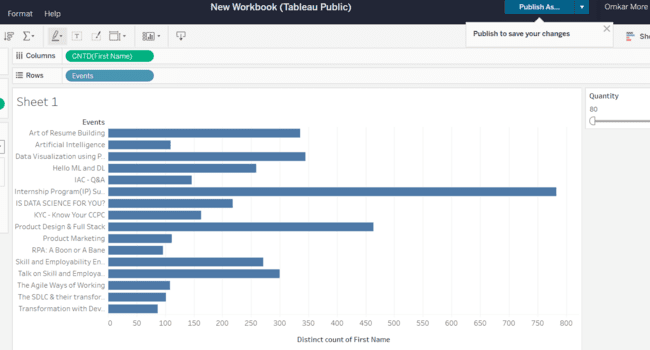 New Workbook (Tableau Public)
Publish As...
Omkar More
Format Help
Publish to save your changes
Columns CNTD(First Name)
Rows Events
Sheet 1
Quantity
80
Events
Art of Resume Building
Artificial Intelligence
Data Visualization using P..
Hello ML and DL
IAC - Q&A
Internship Program(IP) Su..
IS DATA SCIENCE FOR YOU?
KYC - Know Your CCPC
Product Design & Full Stack
Product Marketing
RPA: A Boon or A Bane
Skill and Employability En..
Talk on Skill and Employa..
The Agile Ways of Working
The SDLC & their transfor..
Transformation with Dev..
0 50 100 150 200 250 300 350 400 450 500 550 600 650 700 750 800
Distinct count of First Name